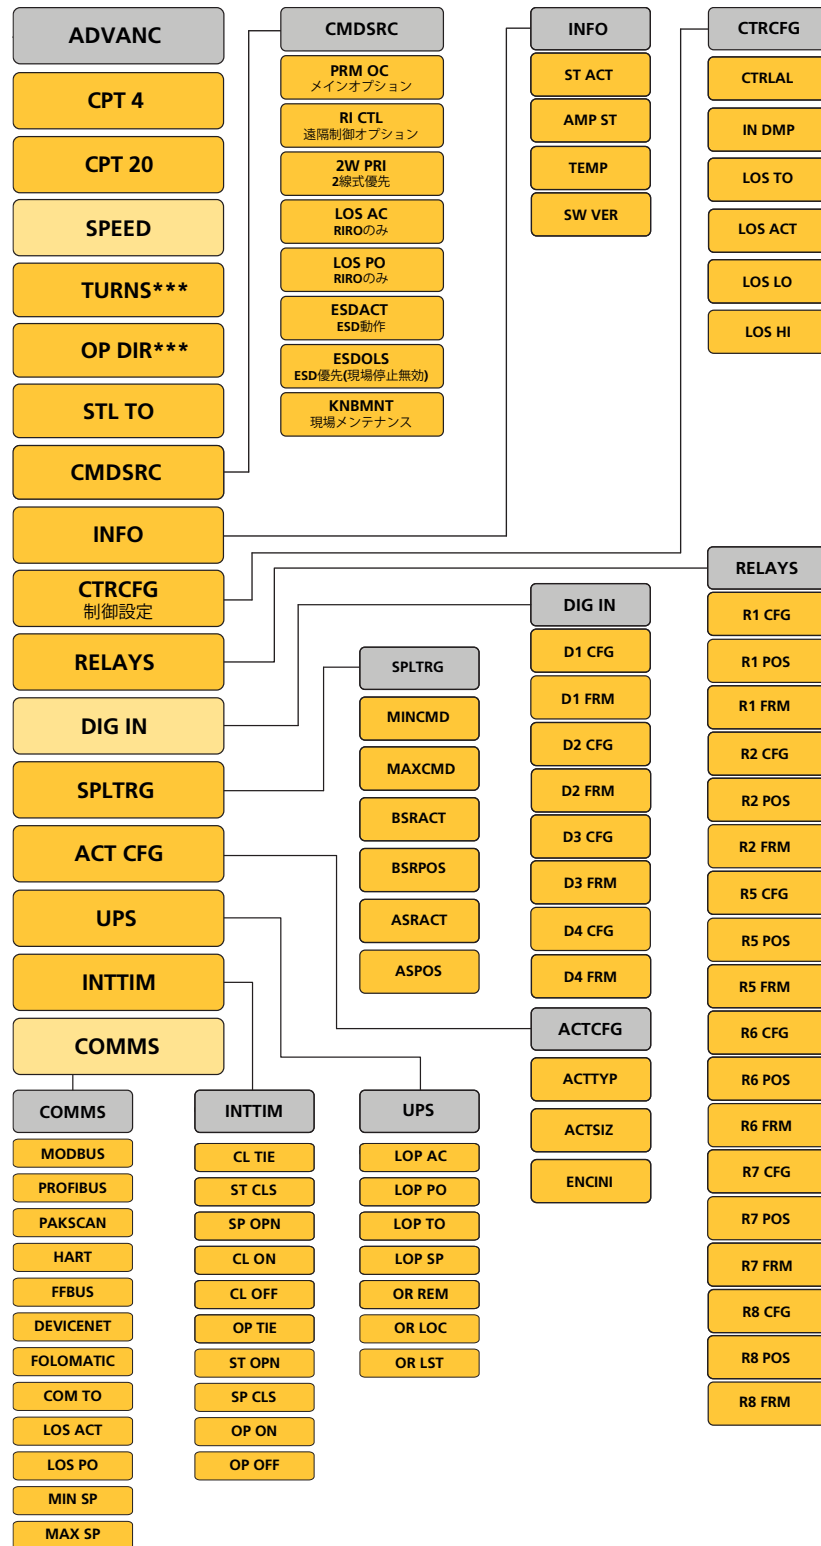 ADVANC
CPT 4
CPT 20
SPEED
TURNS***
OP DIR***
STL TO
CMDSRC
INFO
CTRCFG
制御設定
RELAYS
DIG IN
SPLTRG
ACT CFG
UPS
INTTIM
COMMS
CMDSRC
PRM OC
メインオプション
RI CTL
遠隔制御オプション
2W PRI
2線式優先
LOS AC
RIROのみ
LOS PO
RIROのみ
ESDACT
ESD動作
ESDOLS
ESD優先(現場停止無効)
KNBMNT
現場メンテナンス
INFO
ST ACT
AMP ST
TEMP
SW VER
CTRCFG
CTRLAL
IN DMP
LOS TO
LOS ACT
LOS LO
LOS HI
RELAYS
R1 CFG
R1 POS
R1 FRM
R2 CFG
R2 POS
R2 FRM
R5 CFG
R5 POS
R5 FRM
R6 CFG
R6 POS
R6 FRM
R7 CFG
R7 POS
R7 FRM
R8 CFG
R8 POS
R8 FRM
DIG IN
D1 CFG
D1 FRM
D2 CFG
D2 FRM
D3 CFG
D3 FRM
D4 CFG
D4 FRM
SPLTRG
MINCMD
MAXCMD
BSRACT
BSRPOS
ASRACT
ASPOS
ACTCFG
ACTTYP
ACTSIZ
ENCINI
COMMS
MODBUS
PROFIBUS
PAKSCAN
HART
FFBUS
DEVICENET
FOLOMATIC
COM TO
LOS ACT
LOS PO
MIN SP
MAX SP
INTTIM
CL TIE
ST CLS
SP OPN
CL ON
CL OFF
OP TIE
ST OPN
SP CLS
OP ON
OP OFF
UPS
LOP AC
LOP PO
LOP TO
LOP SP
OR REM
OR LOC
OR LST